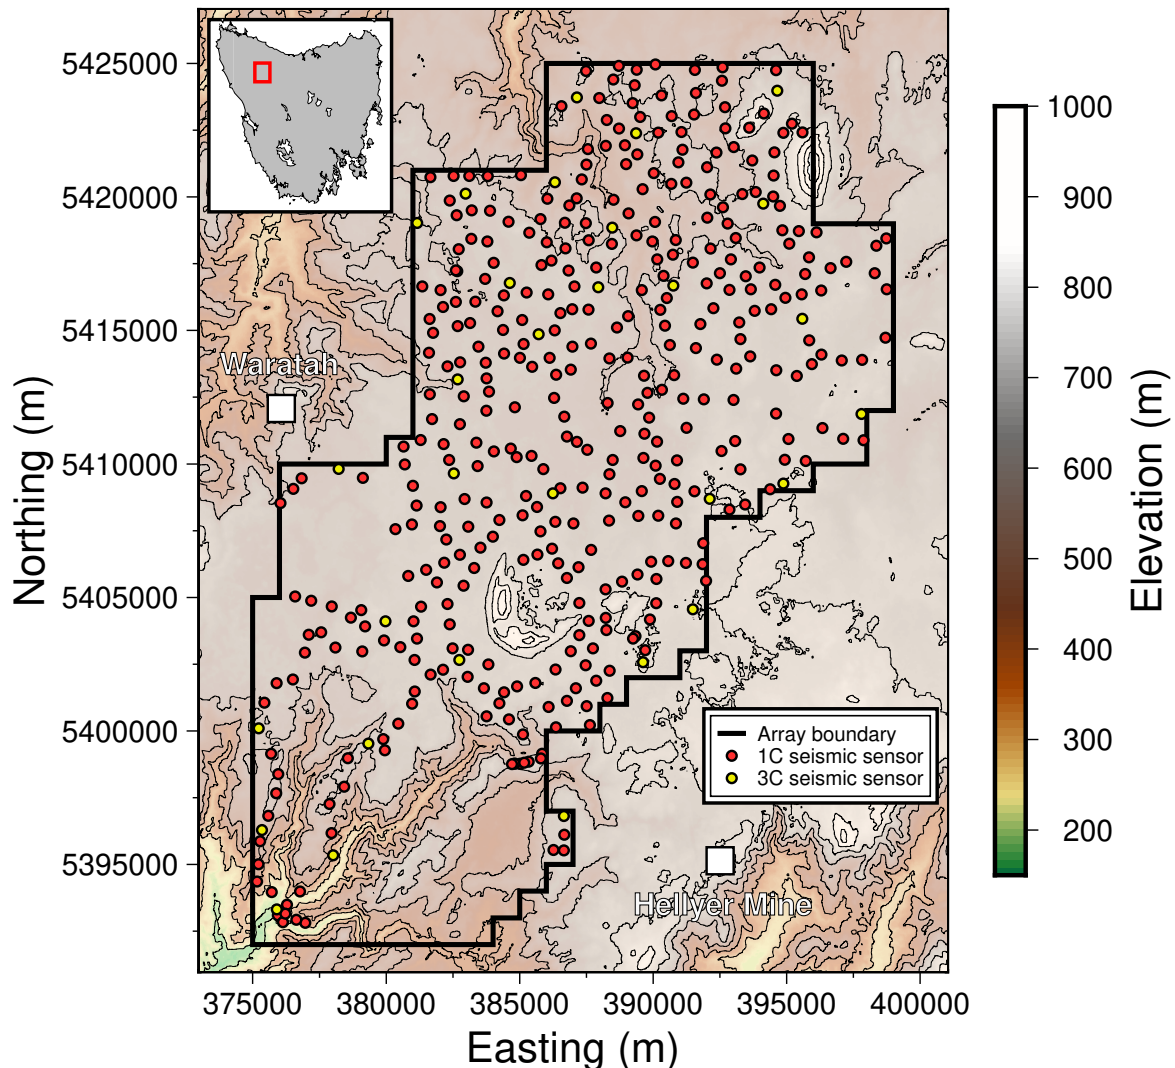 5425000
5420000
5415000
5410000
5405000
5400000
5395000
Northing (m)
375000
380000
385000
390000
395000
400000
Easting (m)
Waratah
Hellyer Mine
Array boundary
1C seismic sensor
3C seismic sensor
1000
900
800
700
600
500
400
300
200
Elevation (m)